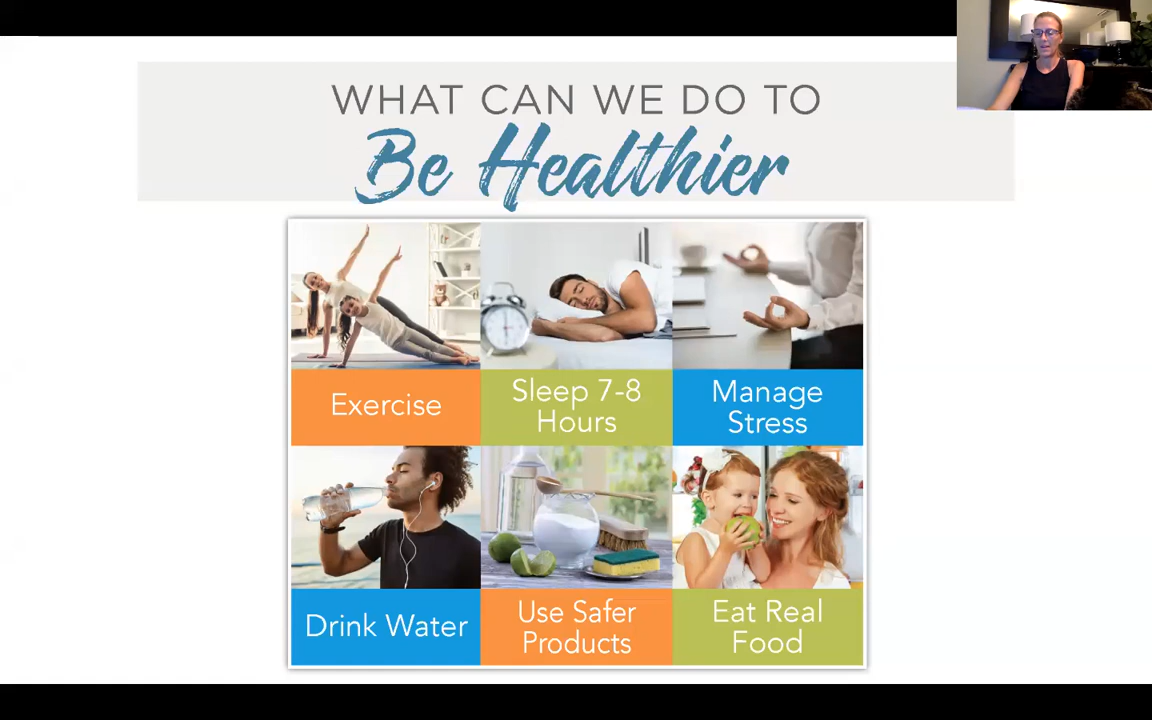 WHAT CAN WE DO TO
Be Healthier
Exercise
Sleep 7-8
Hours
Manage
Stress
Drink Water
Use Safer
Products
Eat Real
Food